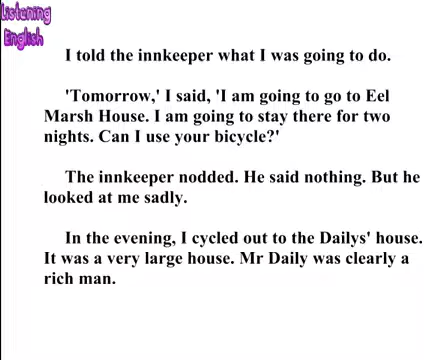 Listening
English
I told the innkeeper what I was going to do.
'Tomorrow,' I said, 'I am going to go to Eel
Marsh House. I am going to stay there for two
nights. Can I use your bicycle?'
The innkeeper nodded. He said nothing. But he
looked at me sadly.
In the evening, I cycled out to the Dailys' house.
It was a very large house. Mr Daily was clearly a
rich man.